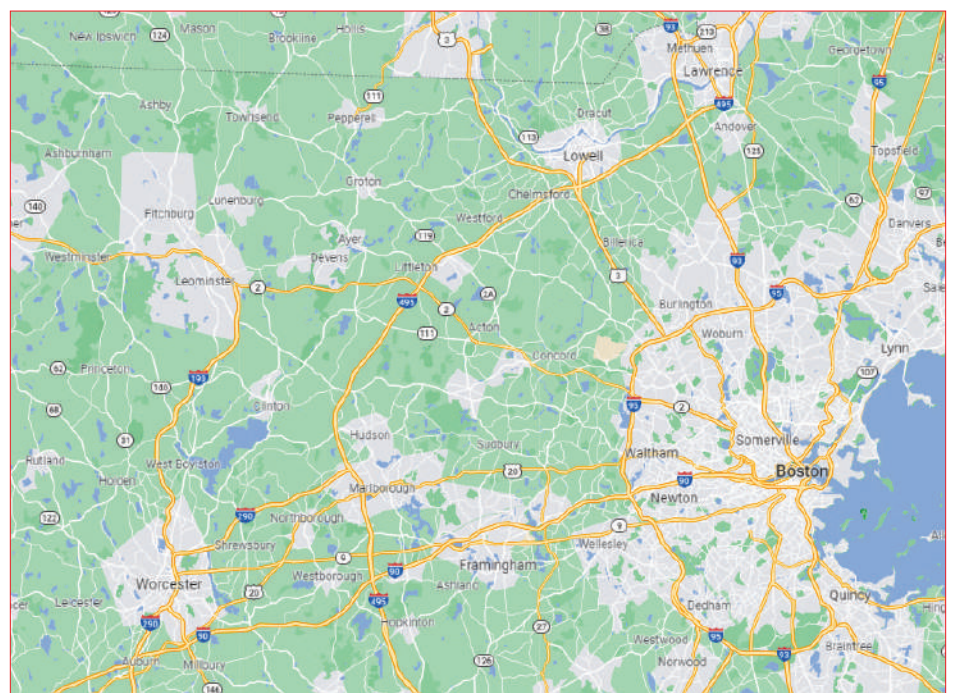 New Ipswich
124
Mason
Brookline
Hollis
3
38
93
213
Methuen
Georgetown
Lawrence
95
111
495
Ashby
Townsend
Pepperell
Dracut
Andover
113
Lowell
125
Topsfield
Ashburnham
Groton
Chelmsford
62
97
140
Fitchburg
Lunenburg
Westford
Danvers
119
Ayer
Billerica
Westminster
Devens
Littleton
93
3
Leominster
2
2A
95
495
2
Burlington
111
Acton
Woburn
Concord
Lynn
62
Princeton
190
140
107
68
Clinton
95
2
31
Hudson
Somerville
Sudbury
Rutland
West Boylston
20
Waltham
Boston
Holden
Marlborough
90
Newton
122
290
Northborough
9
Shrewsbury
9
Wellesley
Worcester
Westborough
90
Framingham
20
Ashland
Leicester
495
Quincy
290
Dedham
Hopkinton
90
27
95
Westwood
Auburn
Millbury
126
Norwood
93
Braintree
146